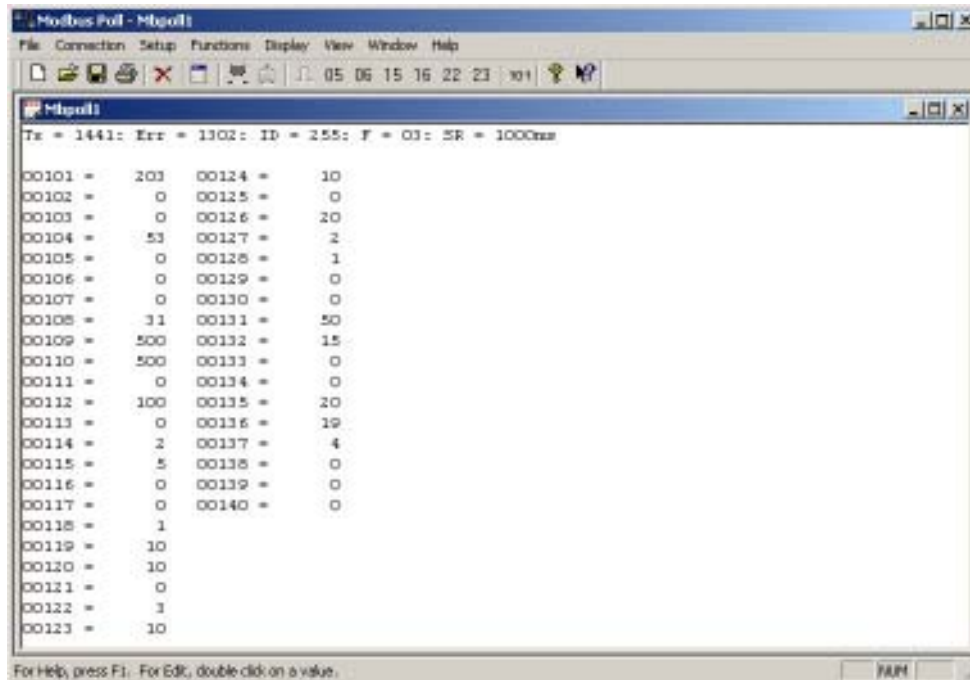 Modbus Poll - Mbpoll1
File Connection Setup Functions Display View Window Help
05 06 15 16 22 23 101
Mbpoll1
Tx = 1441: Err = 1302: ID = 255: F = 03: SR = 1000ms
00101 = 203 00124 = 10
00102 = 0 00125 = 0
00103 = 0 00126 = 20
00104 = 53 00127 = 2
00105 = 0 00128 = 1
00106 = 0 00129 = 0
00107 = 0 00130 = 0
00108 = 31 00131 = 50
00109 = 500 00132 = 15
00110 = 500 00133 = 0
00111 = 0 00134 = 0
00112 = 100 00135 = 20
00113 = 0 00136 = 19
00114 = 2 00137 = 4
00115 = 5 00138 = 0
00116 = 0 00139 = 0
00117 = 0 00140 = 0
00118 = 1
00119 = 10
00120 = 10
00121 = 0
00122 = 3
00123 = 10
For Help, press F1. For Edit, double click on a value. NUM